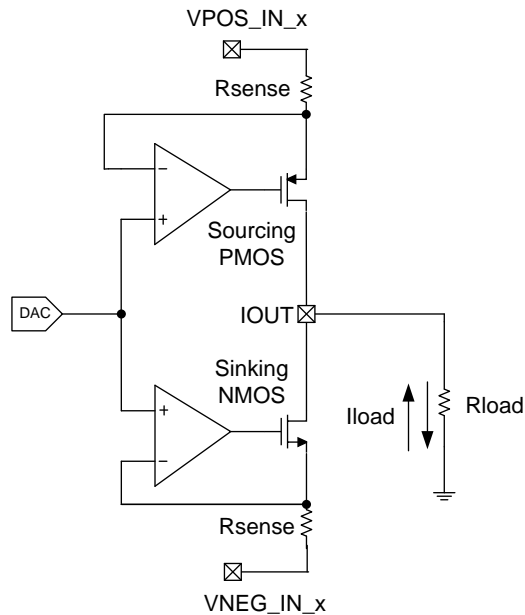 VPOS_IN_x
Rsense
−
+
Sourcing
PMOS
DAC
IOUT
Sinking
NMOS
Iload
Rload
+
−
Rsense
VNEG_IN_x